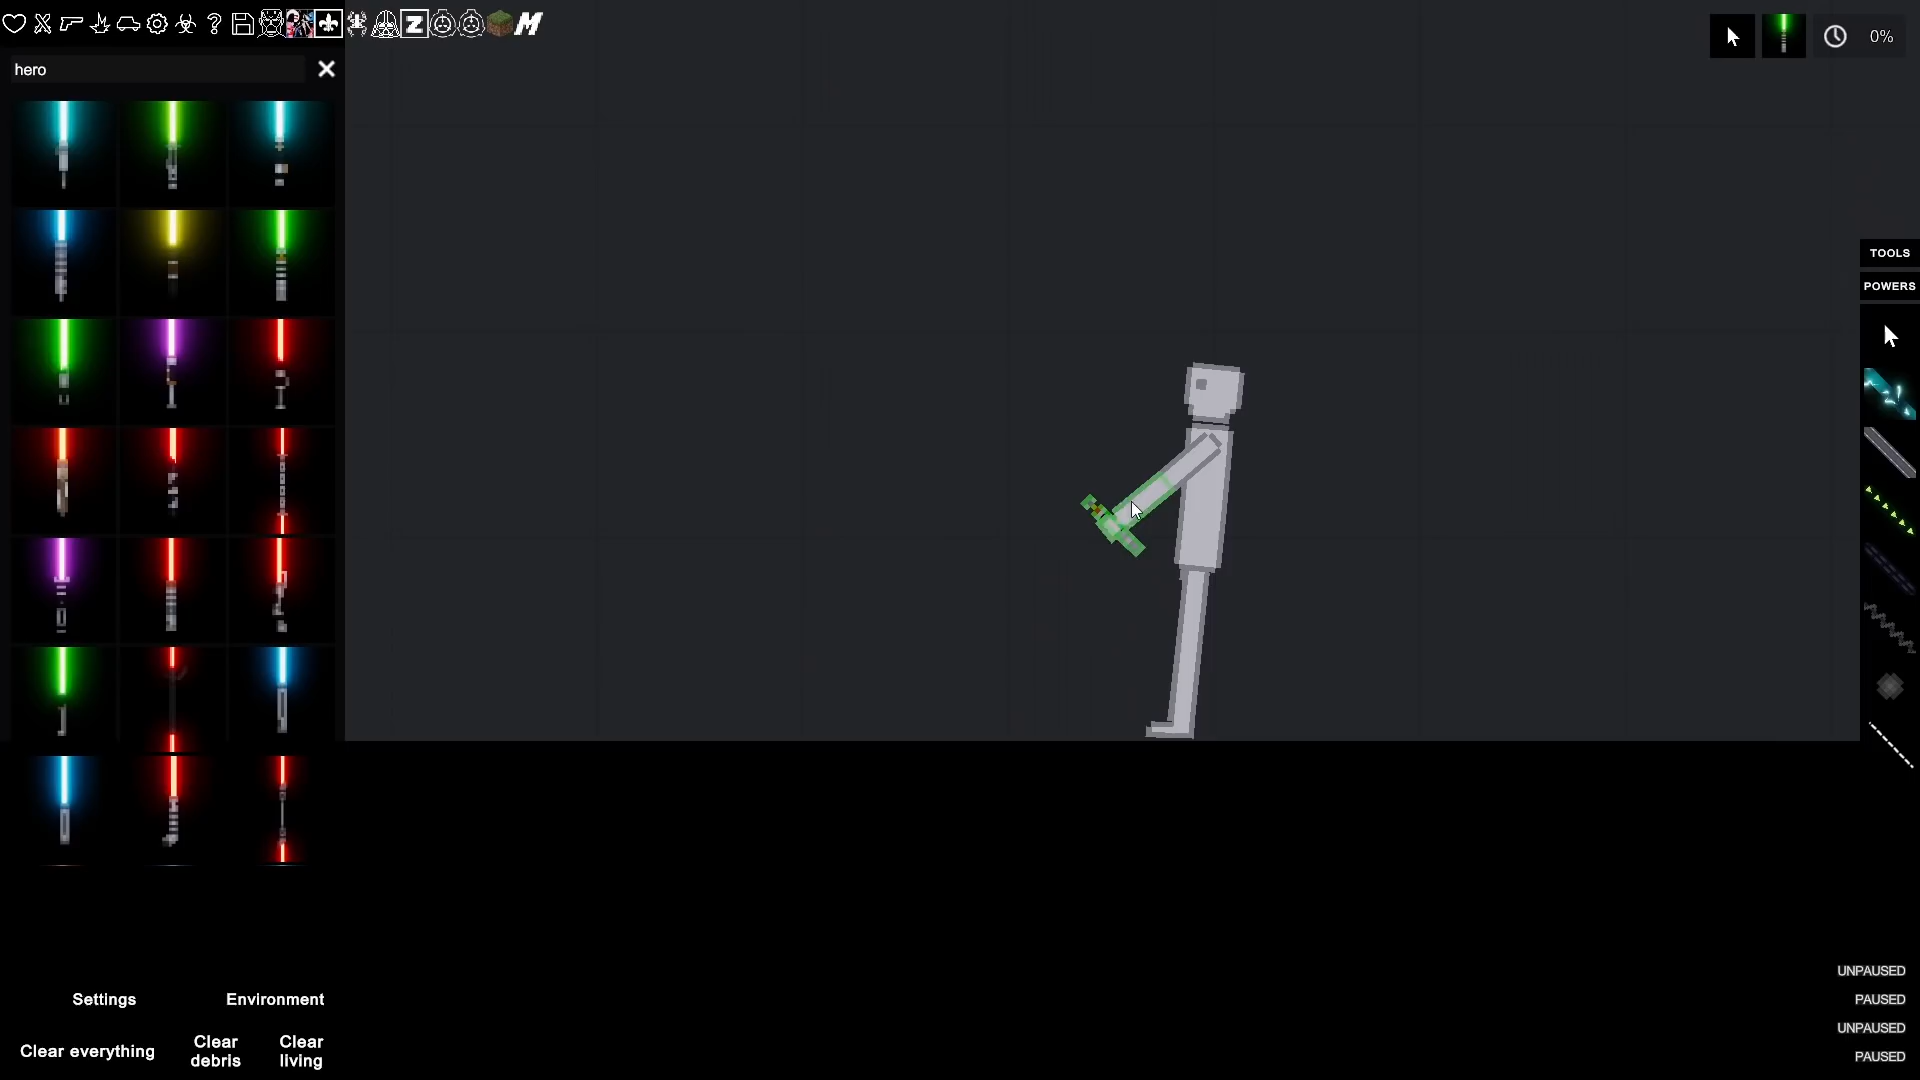 Z M
hero
0%
TOOLS
POWERS
UNPAUSED
PAUSED
UNPAUSED
PAUSED
Settings
Environment
Clear everything
Clear
debris
Clear
living